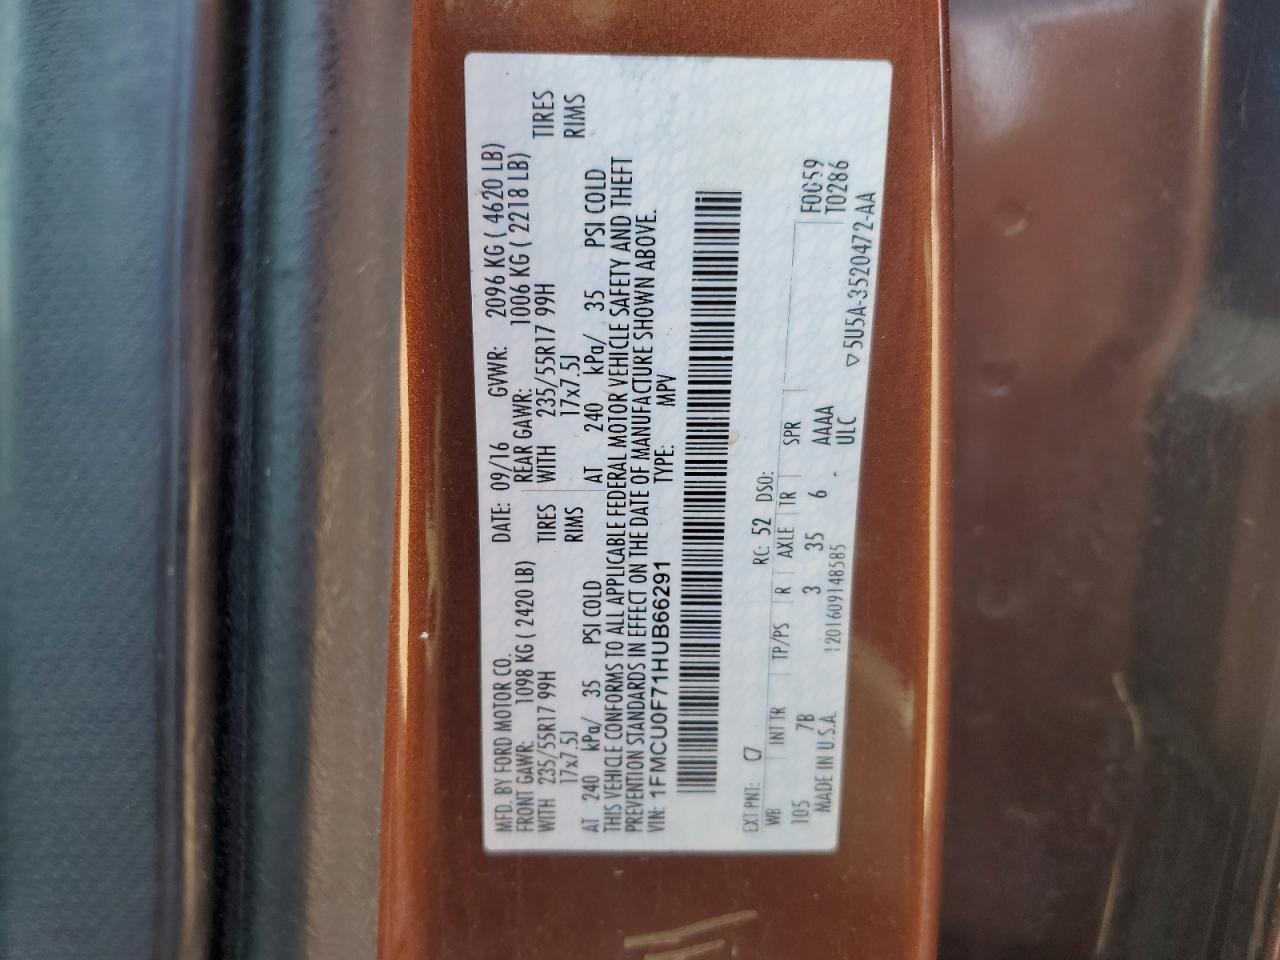 MFD. BY FORD MOTOR CO. DATE: 09/16 GVWR: 2096 KG ( 4620 LB)
FRONT GAWR: 1098 KG ( 2420 LB) REAR GAWR: 1006 KG ( 2218 LB)
WITH 235/55R17 99H TIRES WITH 235/55R17 99H TIRES
17x7.5J RIMS 17x7.5J RIMS
AT 240 kPa/ 35 PSI COLD AT 240 kPa/ 35 PSI COLD
THIS VEHICLE CONFORMS TO ALL APPLICABLE FEDERAL MOTOR VEHICLE SAFETY AND THEFT
PREVENTION STANDARDS IN EFFECT ON THE DATE OF MANUFACTURE SHOWN ABOVE.
VIN: 1FMCU0F71HUB66291 TYPE: MPV
EXT PNT: C7 RC: 52 DSO:
WB INT TR TP/PS R AXLE TR SPR F0G59
105 7B 3 35 6 AAAA T0286
MADE IN U.S.A. 1201609148585 ULC
▽5U5A-3520472-AA